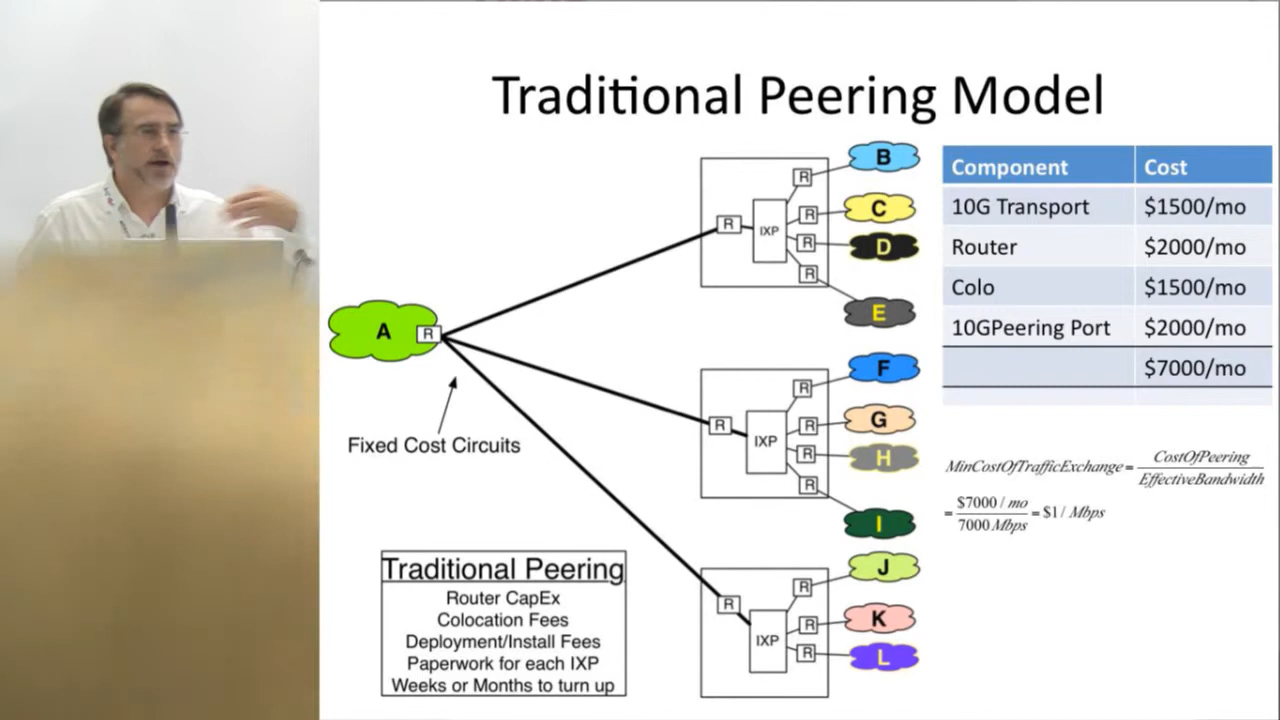 Traditional Peering Model
A
R
Fixed Cost Circuits
R
IXP
R
R
R
R
B
C
D
E
R
IXP
R
R
R
R
F
G
H
I
R
IXP
R
R
R
J
K
L
Traditional Peering
Router CapEx
Colocation Fees
Deployment/Install Fees
Paperwork for each IXP
Weeks or Months to turn up
Component Cost
10G Transport $1500/mo
Router $2000/mo
Colo $1500/mo
10GPeering Port $2000/mo
$7000/mo
MinCostOfTrafficExchange = CostOfPeering / EffectiveBandwidth
= $7000 / mo / 7000 Mbps = $1 / Mbps